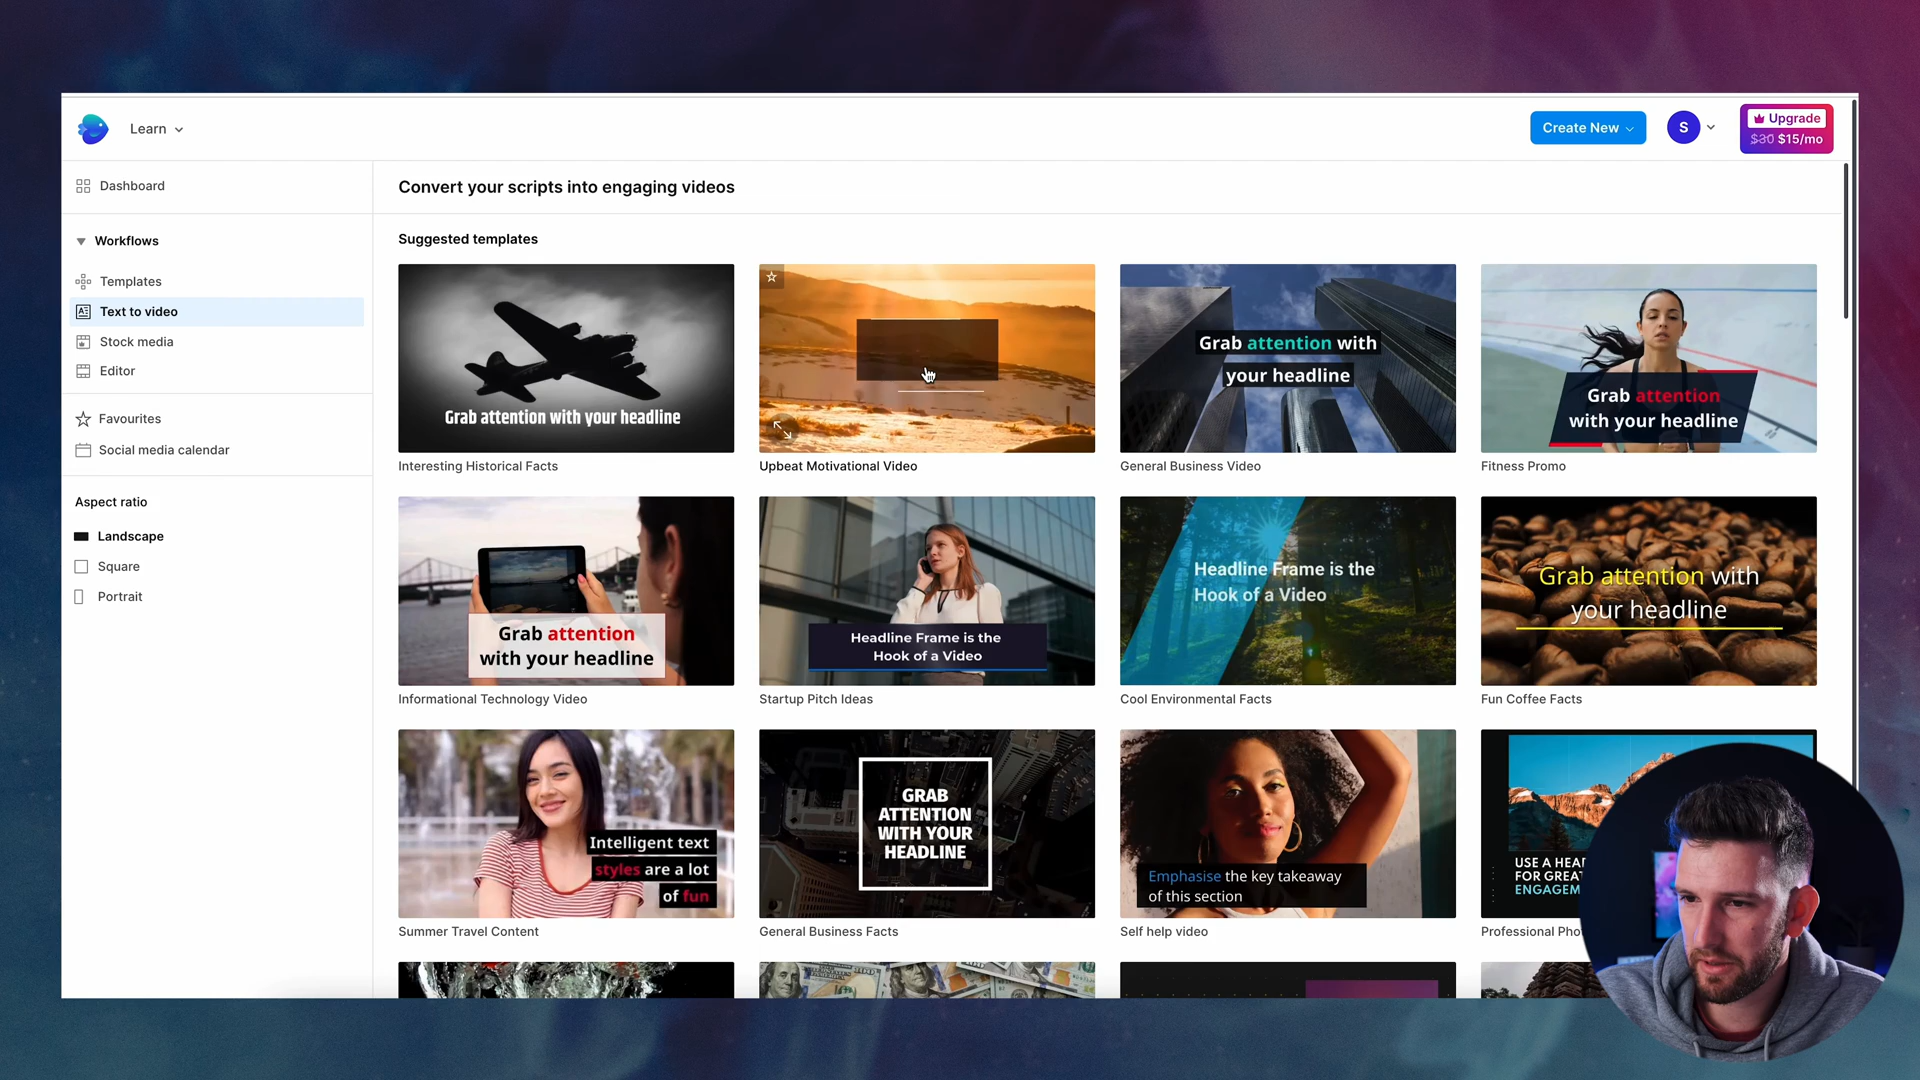 Learn
Create New
S
Upgrade
$30 $15/mo
Dashboard
Convert your scripts into engaging videos
Workflows
Templates
Text to video
Stock media
Editor
Favourites
Social media calendar
Aspect ratio
Landscape
Square
Portrait
Suggested templates
Grab attention with your headline
Interesting Historical Facts
Upbeat Motivational Video
Grab attention with
your headline
General Business Video
Grab attention
with your headline
Fitness Promo
Grab attention
with your headline
Informational Technology Video
Headline Frame is the
Hook of a Video
Startup Pitch Ideas
Headline Frame is the
Hook of a Video
Cool Environmental Facts
Grab attention with
your headline
Fun Coffee Facts
Intelligent text
styles are a lot
of fun
Summer Travel Content
GRAB
ATTENTION
WITH YOUR
HEADLINE
General Business Facts
Emphasise the key takeaway
of this section
Self help video
USE A
FOR
Professional